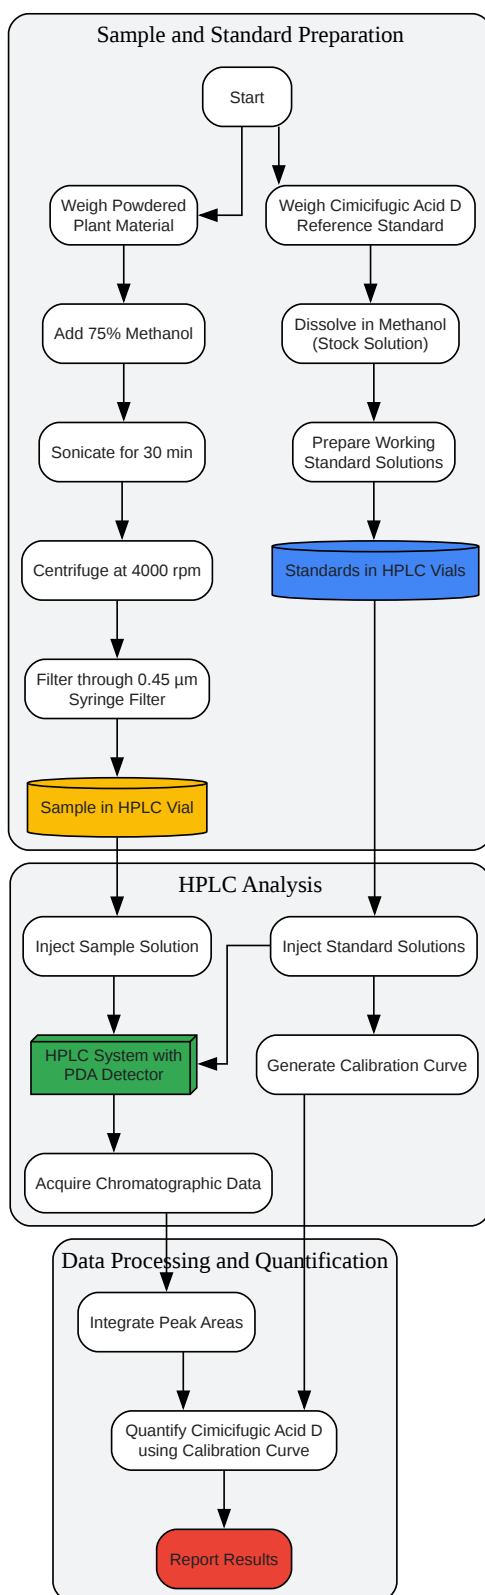 Sample and Standard Preparation
Start
Weigh Powdered
Plant Material
Weigh Cimicifugic Acid D
Reference Standard
Add 75% Methanol
Dissolve in Methanol
(Stock Solution)
Sonicate for 30 min
Prepare Working
Standard Solutions
Centrifuge at 4000 rpm
Standards in HPLC Vials
Filter through 0.45 µm
Syringe Filter
Sample in HPLC Vial
HPLC Analysis
Inject Sample Solution
Inject Standard Solutions
HPLC System with
PDA Detector
Generate Calibration Curve
Acquire Chromatographic Data
Data Processing and Quantification
Integrate Peak Areas
Quantify Cimicifugic Acid D
using Calibration Curve
Report Results